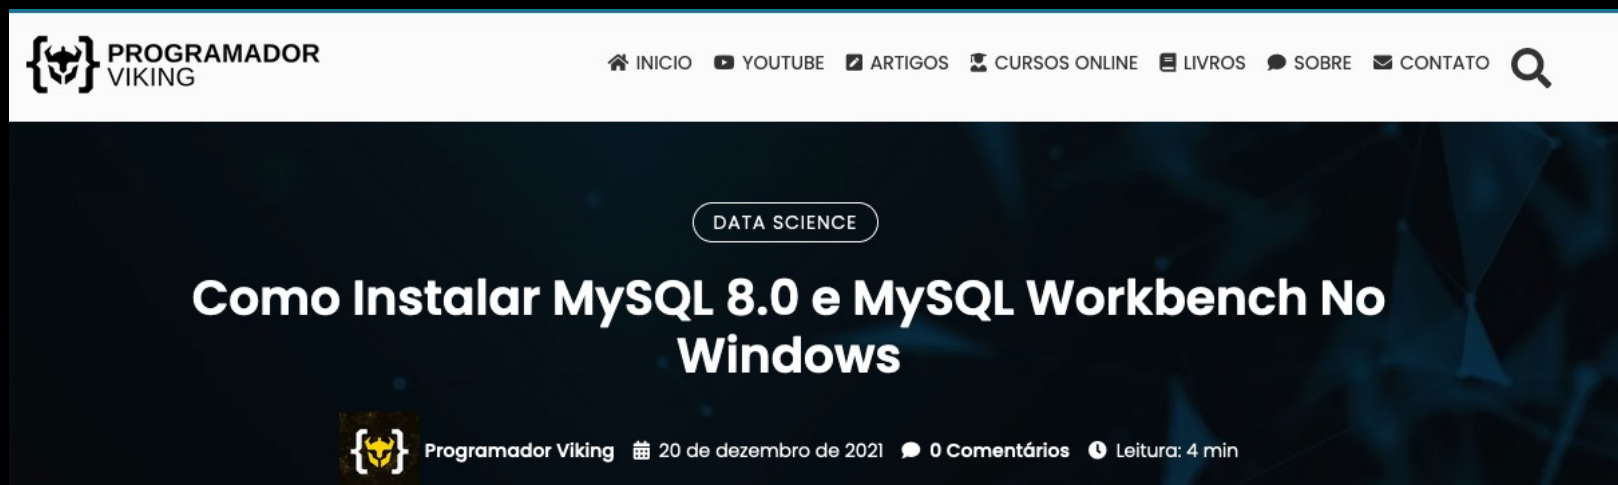 PROGRAMADOR
VIKING
INICIO YOUTUBE ARTIGOS CURSOS ONLINE LIVROS SOBRE CONTATO
DATA SCIENCE
Como Instalar MySQL 8.0 e MySQL Workbench No
Windows
Programador Viking 20 de dezembro de 2021 0 Comentários Leitura: 4 min